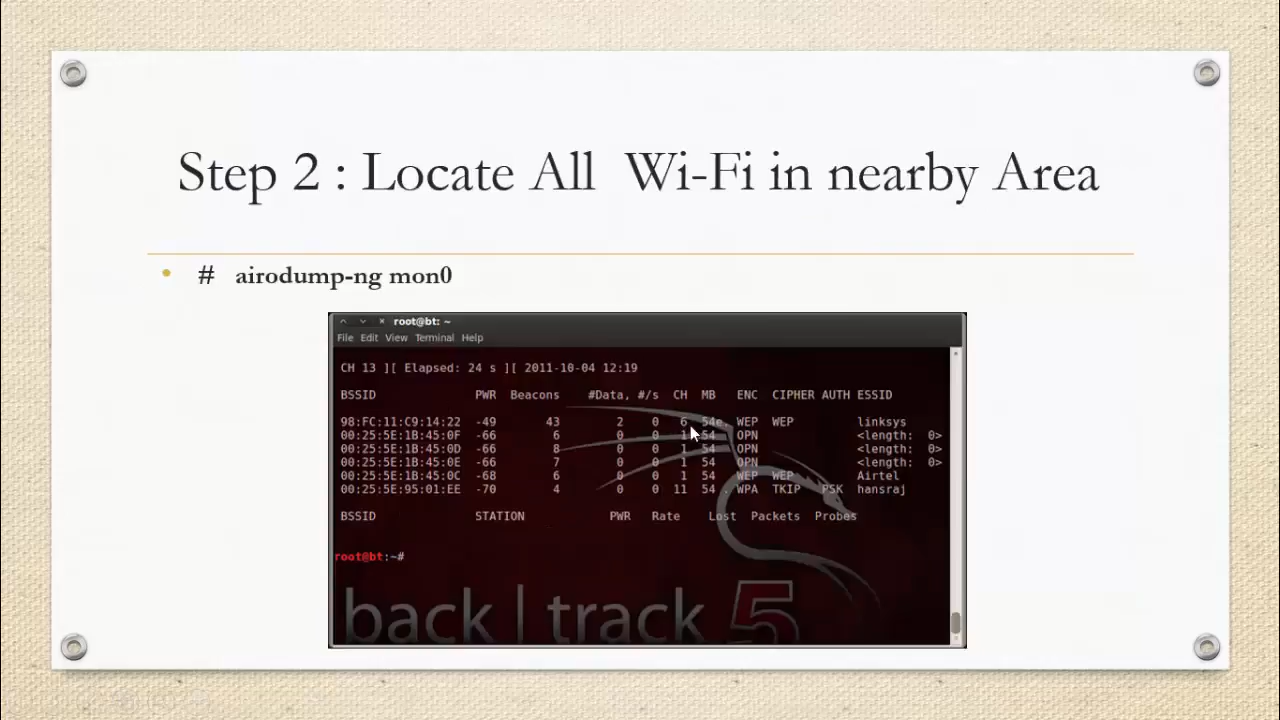 Step 2 : Locate All Wi-Fi in nearby Area
• # airodump-ng mon0
root@bt: ~
File Edit View Terminal Help
CH 13 ][ Elapsed: 24 s ][ 2011-10-04 12:19
BSSID PWR Beacons #Data, #/s CH MB ENC CIPHER AUTH ESSID
98:FC:11:C9:14:22 -49 43 2 0 6 54e. WEP WEP linksys
00:25:5E:1B:45:0F -66 6 0 0 1 54 OPN <length: 0>
00:25:5E:1B:45:0D -66 8 0 0 1 54 OPN <length: 0>
00:25:5E:1B:45:0E -66 7 0 0 1 54 OPN <length: 0>
00:25:5E:1B:45:0C -68 6 0 0 1 54 WEP WEP Airtel
00:25:5E:95:01:EE -70 4 0 0 11 54 . WPA TKIP PSK hansraj
BSSID STATION PWR Rate Lost Packets Probes
root@bt:~#
back | track 5